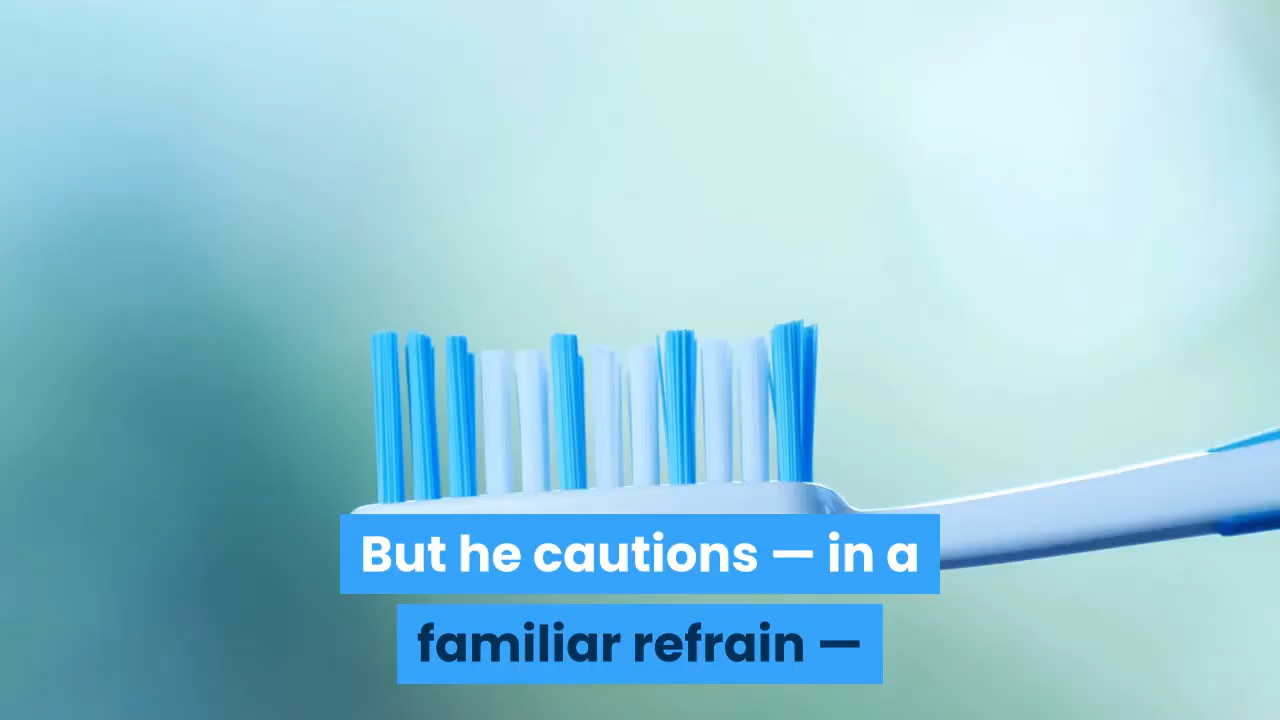 But he cautions — in a
familiar refrain —